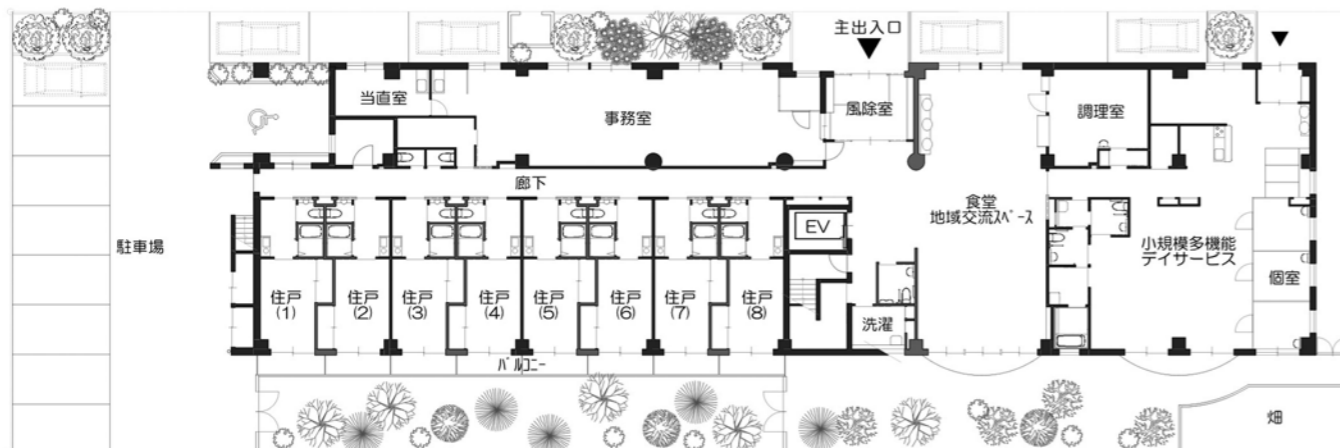 主出入口
当直室
事務室
風除室
調理室
廊下
食堂
地域交流ｽﾍﾟｰｽ
EV
駐車場
小規模多機能
デイサービス
個室
住戸
(1)
住戸
(2)
住戸
(3)
住戸
(4)
住戸
(5)
住戸
(6)
住戸
(7)
住戸
(8)
洗濯
ﾊﾞﾙｺﾆｰ
畑